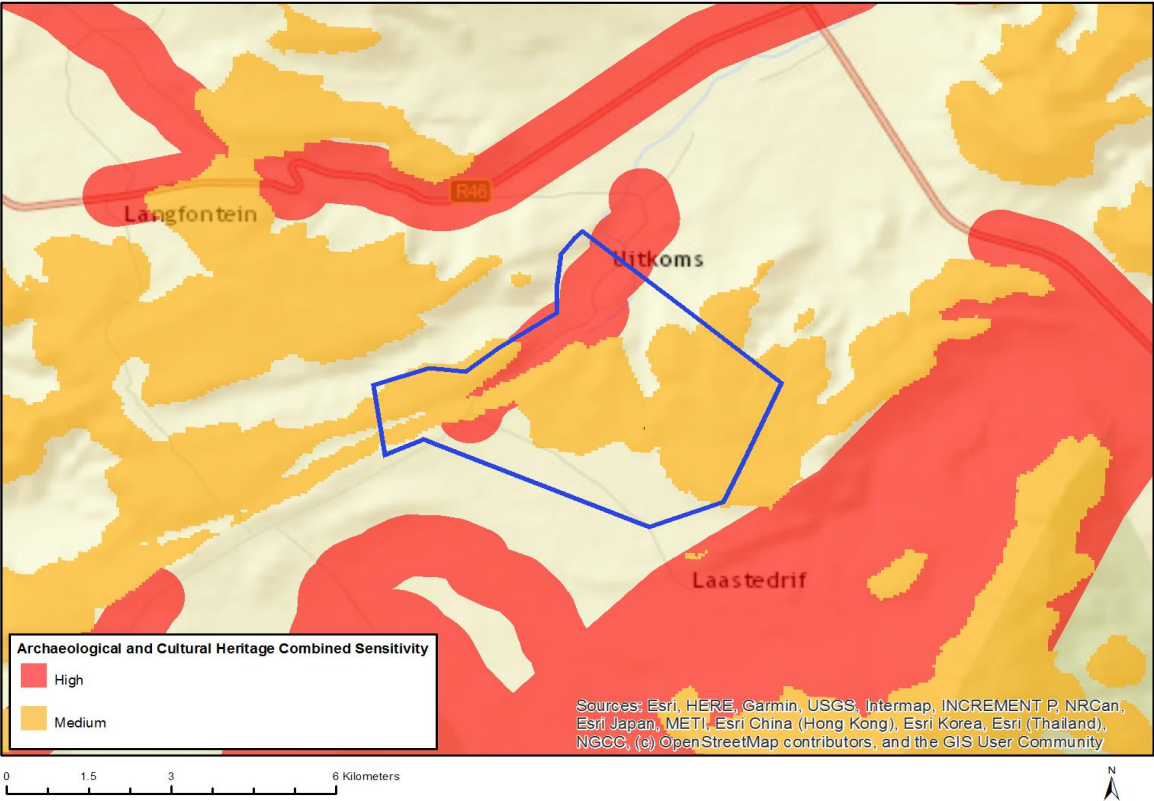 R46
Langfontein
Uitkoms
Laastedrif
Archaeological and Cultural Heritage Combined Sensitivity
High
Medium
Sources: Esri, HERE, Garmin, USGS, Intermap, INCREMENT P, NRCan,
Esri Japan, METI, Esri China (Hong Kong), Esri Korea, Esri (Thailand),
NGCC, (c) OpenStreetMap contributors, and the GIS User Community
0 1.5 3 6 Kilometers
N